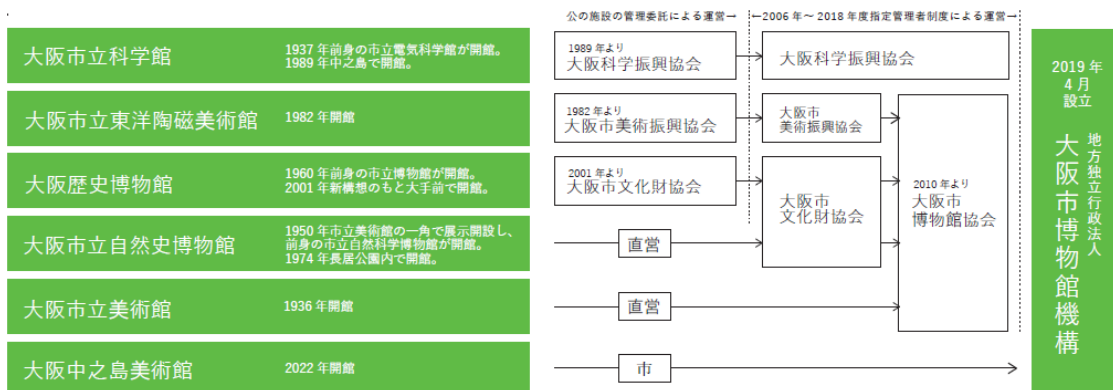 公の施設の管理委託による運営→
←2006年～2018年度指定管理者制度による運営→
大阪市立科学館
1937年前身の市立電気科学館が開館。
1989年中之島で開館。
1989年より
大阪科学振興協会
大阪科学振興協会
大阪市立東洋陶磁美術館
1982年開館
1982年より
大阪市美術振興協会
大阪市
美術振興協会
大阪歴史博物館
1960年前身の市立博物館が開館。
2001年新構想のもと大手前で開館。
2001年より
大阪市文化財協会
大阪市
文化財協会
2010年より
大阪市
博物館協会
大阪市立自然史博物館
1950年市立美術館の一角で展示開設し、
前身の市立自然科学博物館が開館。
1974年長居公園内で開館。
直営
大阪市立美術館
1936年開館
直営
大阪中之島美術館
2022年開館
市
2019年
4月
設立
地方独立行政法人
大阪市博物館機構